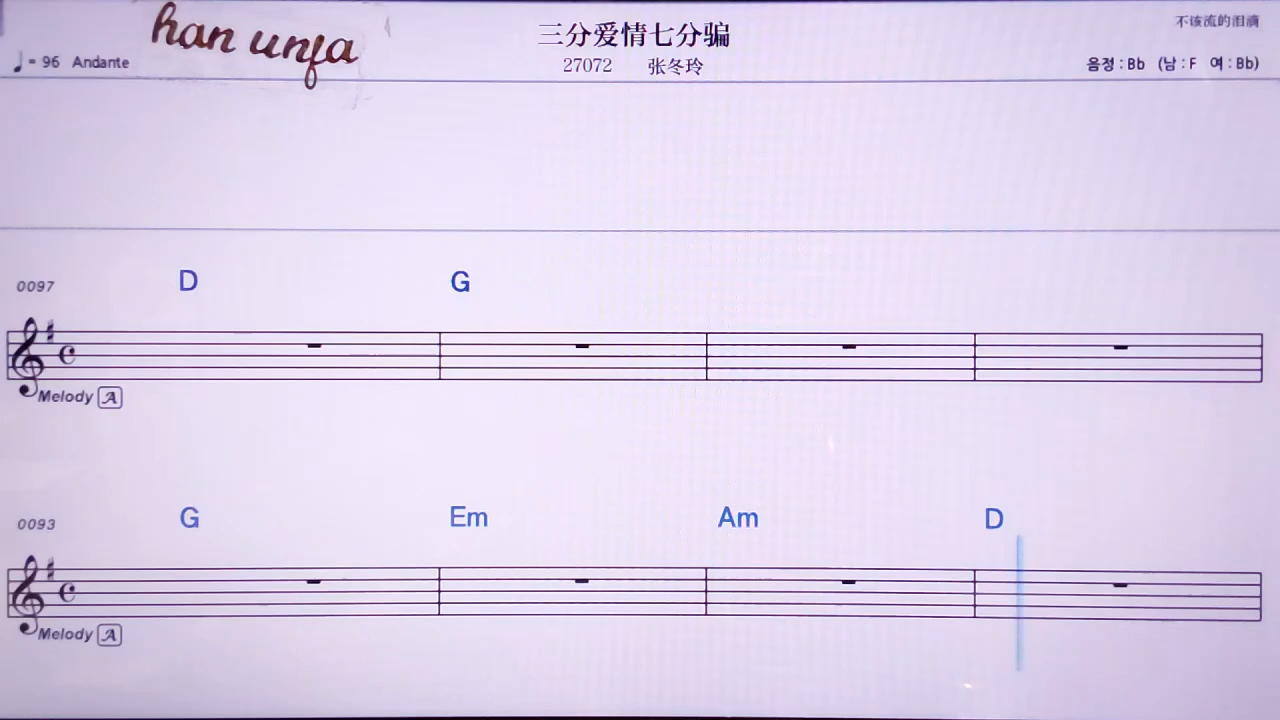 han unfa
三分爱情七分骗
不该流的泪滴
♩= 96 Andante
27072 张冬玲
음정 : Bb (남 : F 여 : Bb)
0097 D G
Melody A
0093 G Em Am D
Melody A